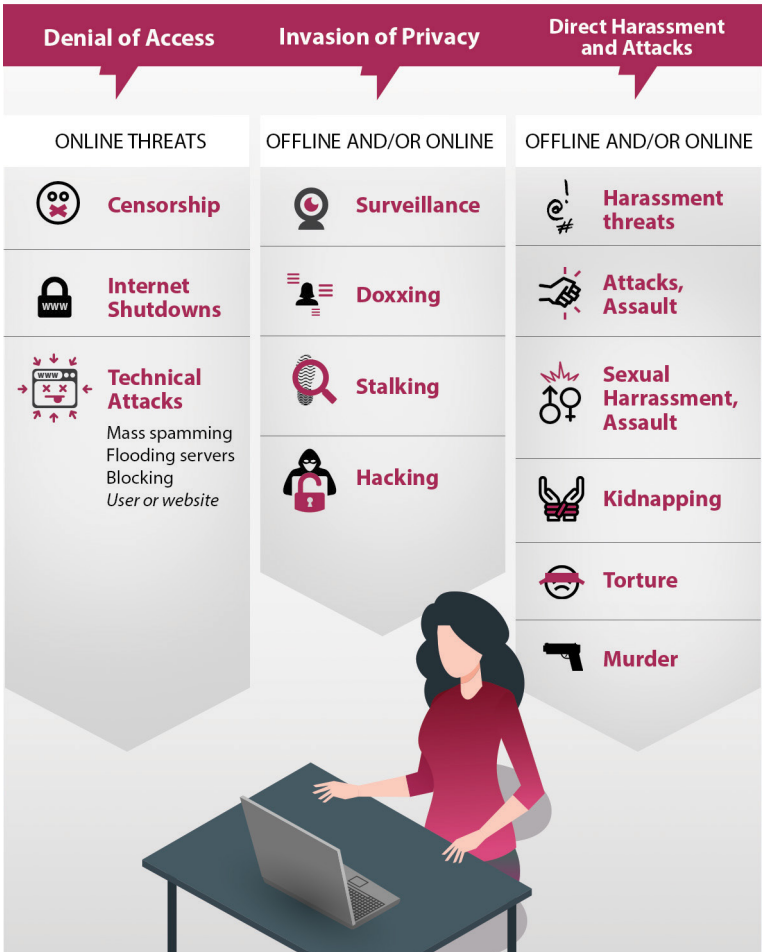 Denial of Access
Invasion of Privacy
Direct Harassment
and Attacks
ONLINE THREATS
Censorship
Internet
Shutdowns
WWW
WWW
Technical
Attacks
Mass spamming
Flooding servers
Blocking
User or website
OFFLINE AND/OR ONLINE
Surveillance
Doxxing
Stalking
Hacking
OFFLINE AND/OR ONLINE
! @ #
Harassment
threats
Attacks,
Assault
Sexual
Harrassment,
Assault
Kidnapping
Torture
Murder